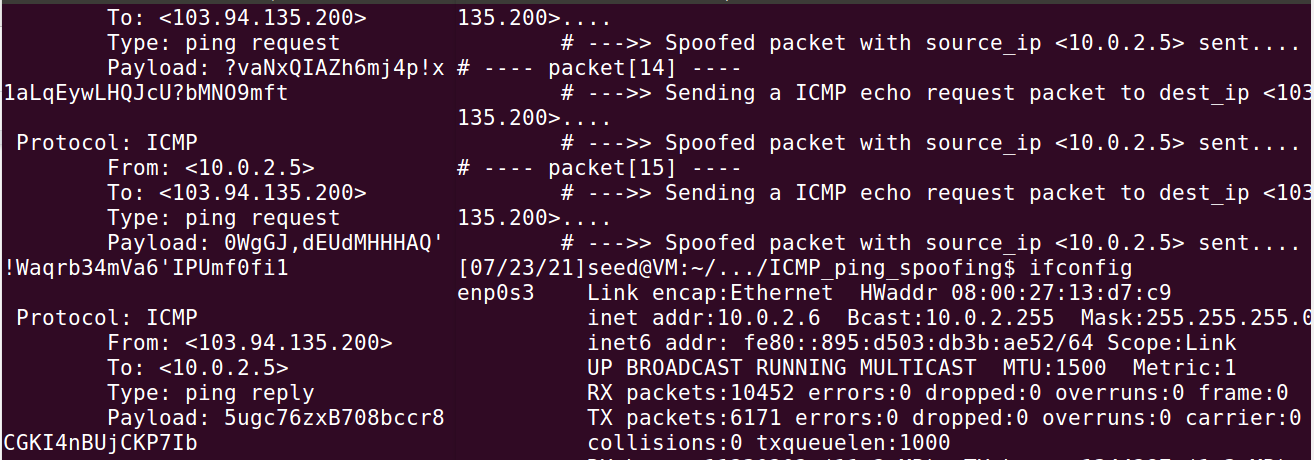 To: <103.94.135.200>
Type: ping request
Payload: ?vaNxQIAZh6mj4p!x
1aLqEywLHQJcU?bMNO9mft
Protocol: ICMP
From: <10.0.2.5>
To: <103.94.135.200>
Type: ping request
Payload: 0WgGJ,dEUdMHHHAQ'
!Waqrb34mVa6'IPUmf0fi1
Protocol: ICMP
From: <103.94.135.200>
To: <10.0.2.5>
Type: ping reply
Payload: 5ugc76zxB708bccr8
CGKI4nBUjCKP7Ib
135.200>....
# --->> Spoofed packet with source_ip <10.0.2.5> sent....
# ---- packet[14] ----
# --->> Sending a ICMP echo request packet to dest_ip <103
135.200>....
# --->> Spoofed packet with source_ip <10.0.2.5> sent....
# ---- packet[15] ----
# --->> Sending a ICMP echo request packet to dest_ip <103
135.200>....
# --->> Spoofed packet with source_ip <10.0.2.5> sent....
[07/23/21]seed@VM:~/.../ICMP_ping_spoofing$ ifconfig
enp0s3 Link encap:Ethernet HWaddr 08:00:27:13:d7:c9
inet addr:10.0.2.6 Bcast:10.0.2.255 Mask:255.255.255.0
inet6 addr: fe80::895:d503:db3b:ae52/64 Scope:Link
UP BROADCAST RUNNING MULTICAST MTU:1500 Metric:1
RX packets:10452 errors:0 dropped:0 overruns:0 frame:0
TX packets:6171 errors:0 dropped:0 overruns:0 carrier:0
collisions:0 txqueuelen:1000